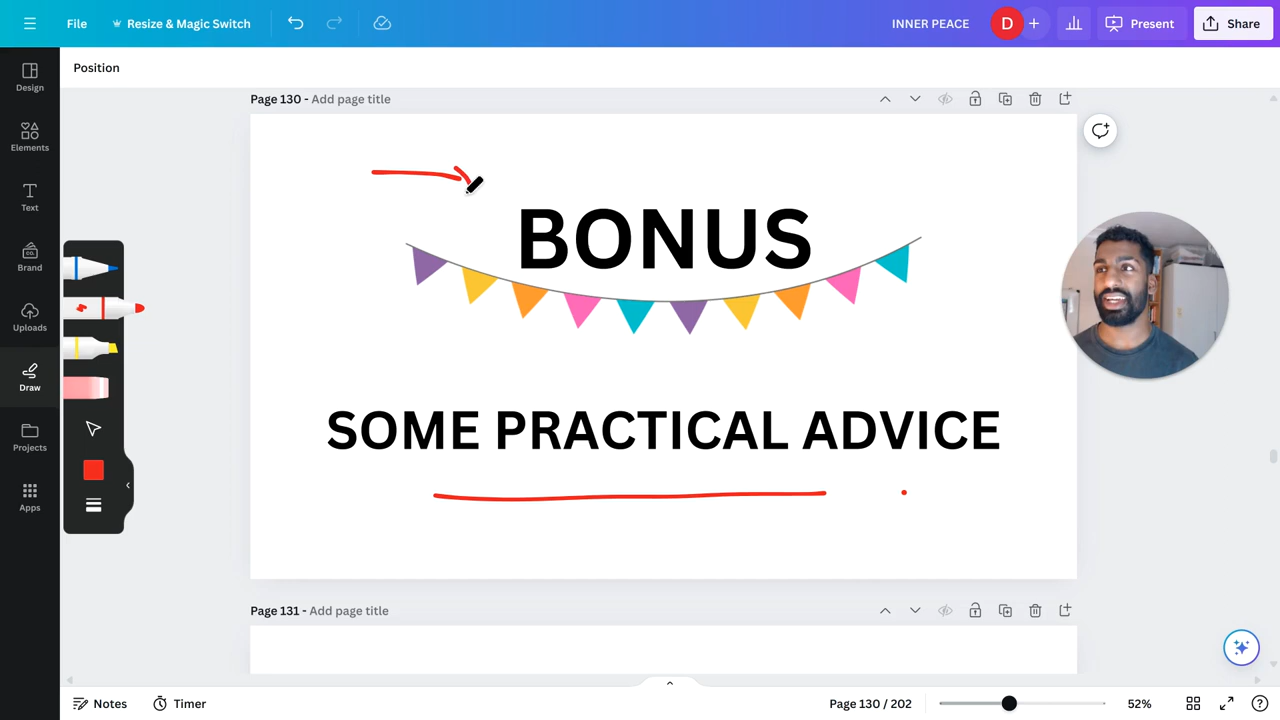 File
Resize & Magic Switch
INNER PEACE
D
Present
Share
Position
Design
Elements
Text
Brand
Uploads
Draw
Projects
Apps
Page 130 - Add page title
BONUS
SOME PRACTICAL ADVICE
Page 131 - Add page title
Notes
Timer
Page 130 / 202
52%